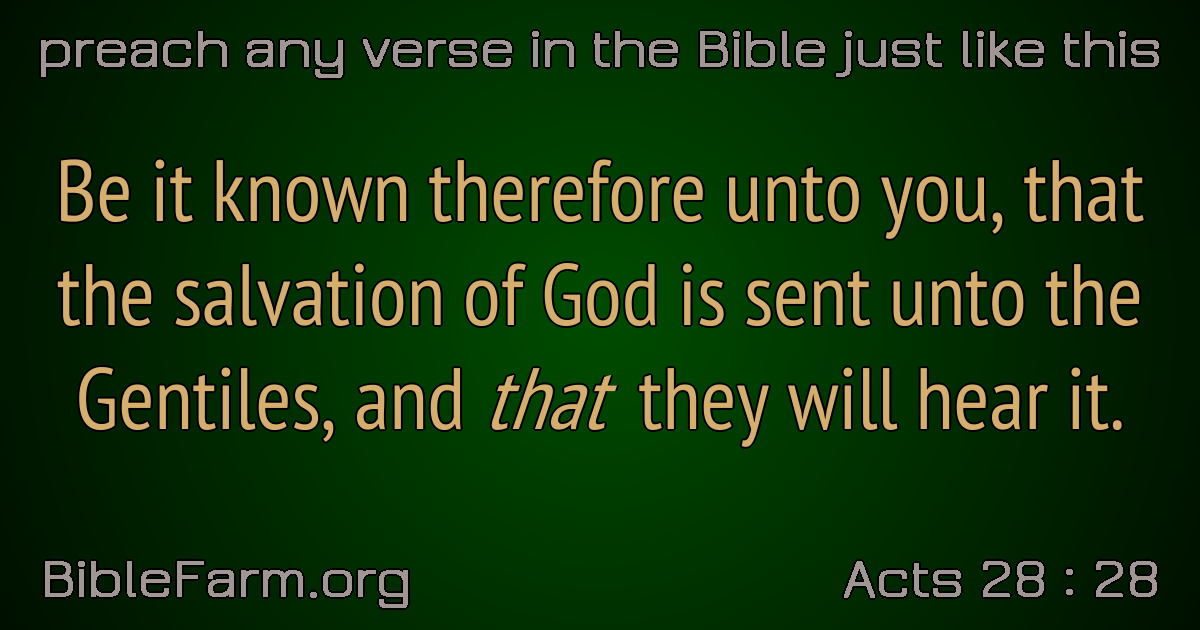 preach any verse in the Bible just like this
Be it known therefore unto you, that
the salvation of God is sent unto the
Gentiles, and that they will hear it.
BibleFarm.org
Acts 28 : 28